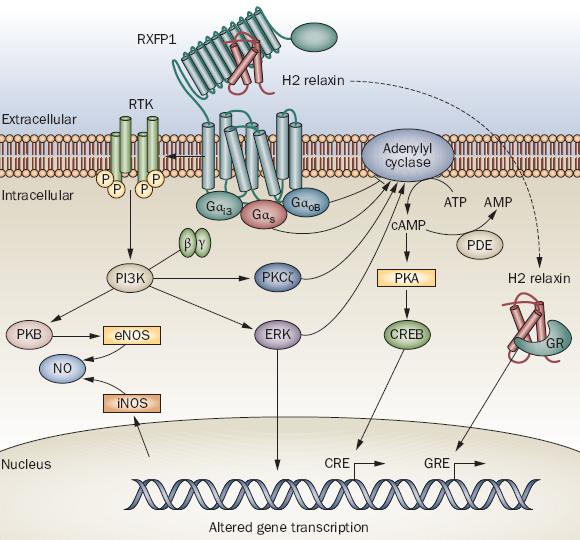 RXFP1
H2 relaxin
RTK
Extracellular
Adenylyl
cyclase
P
P
P
P
Intracellular
Gαi3
Gαs
GαoB
ATP
AMP
cAMP
PDE
β
γ
PI3K
PKCζ
PKA
H2 relaxin
PKB
eNOS
ERK
CREB
GR
NO
iNOS
Nucleus
CRE
GRE
Altered gene transcription